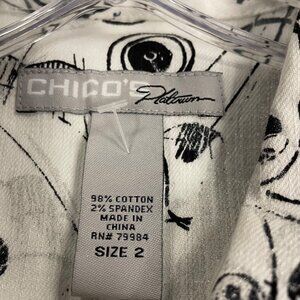 CHICO'S Platinum
98% COTTON
2% SPANDEX
MADE IN
CHINA
RN# 79984
SIZE 2